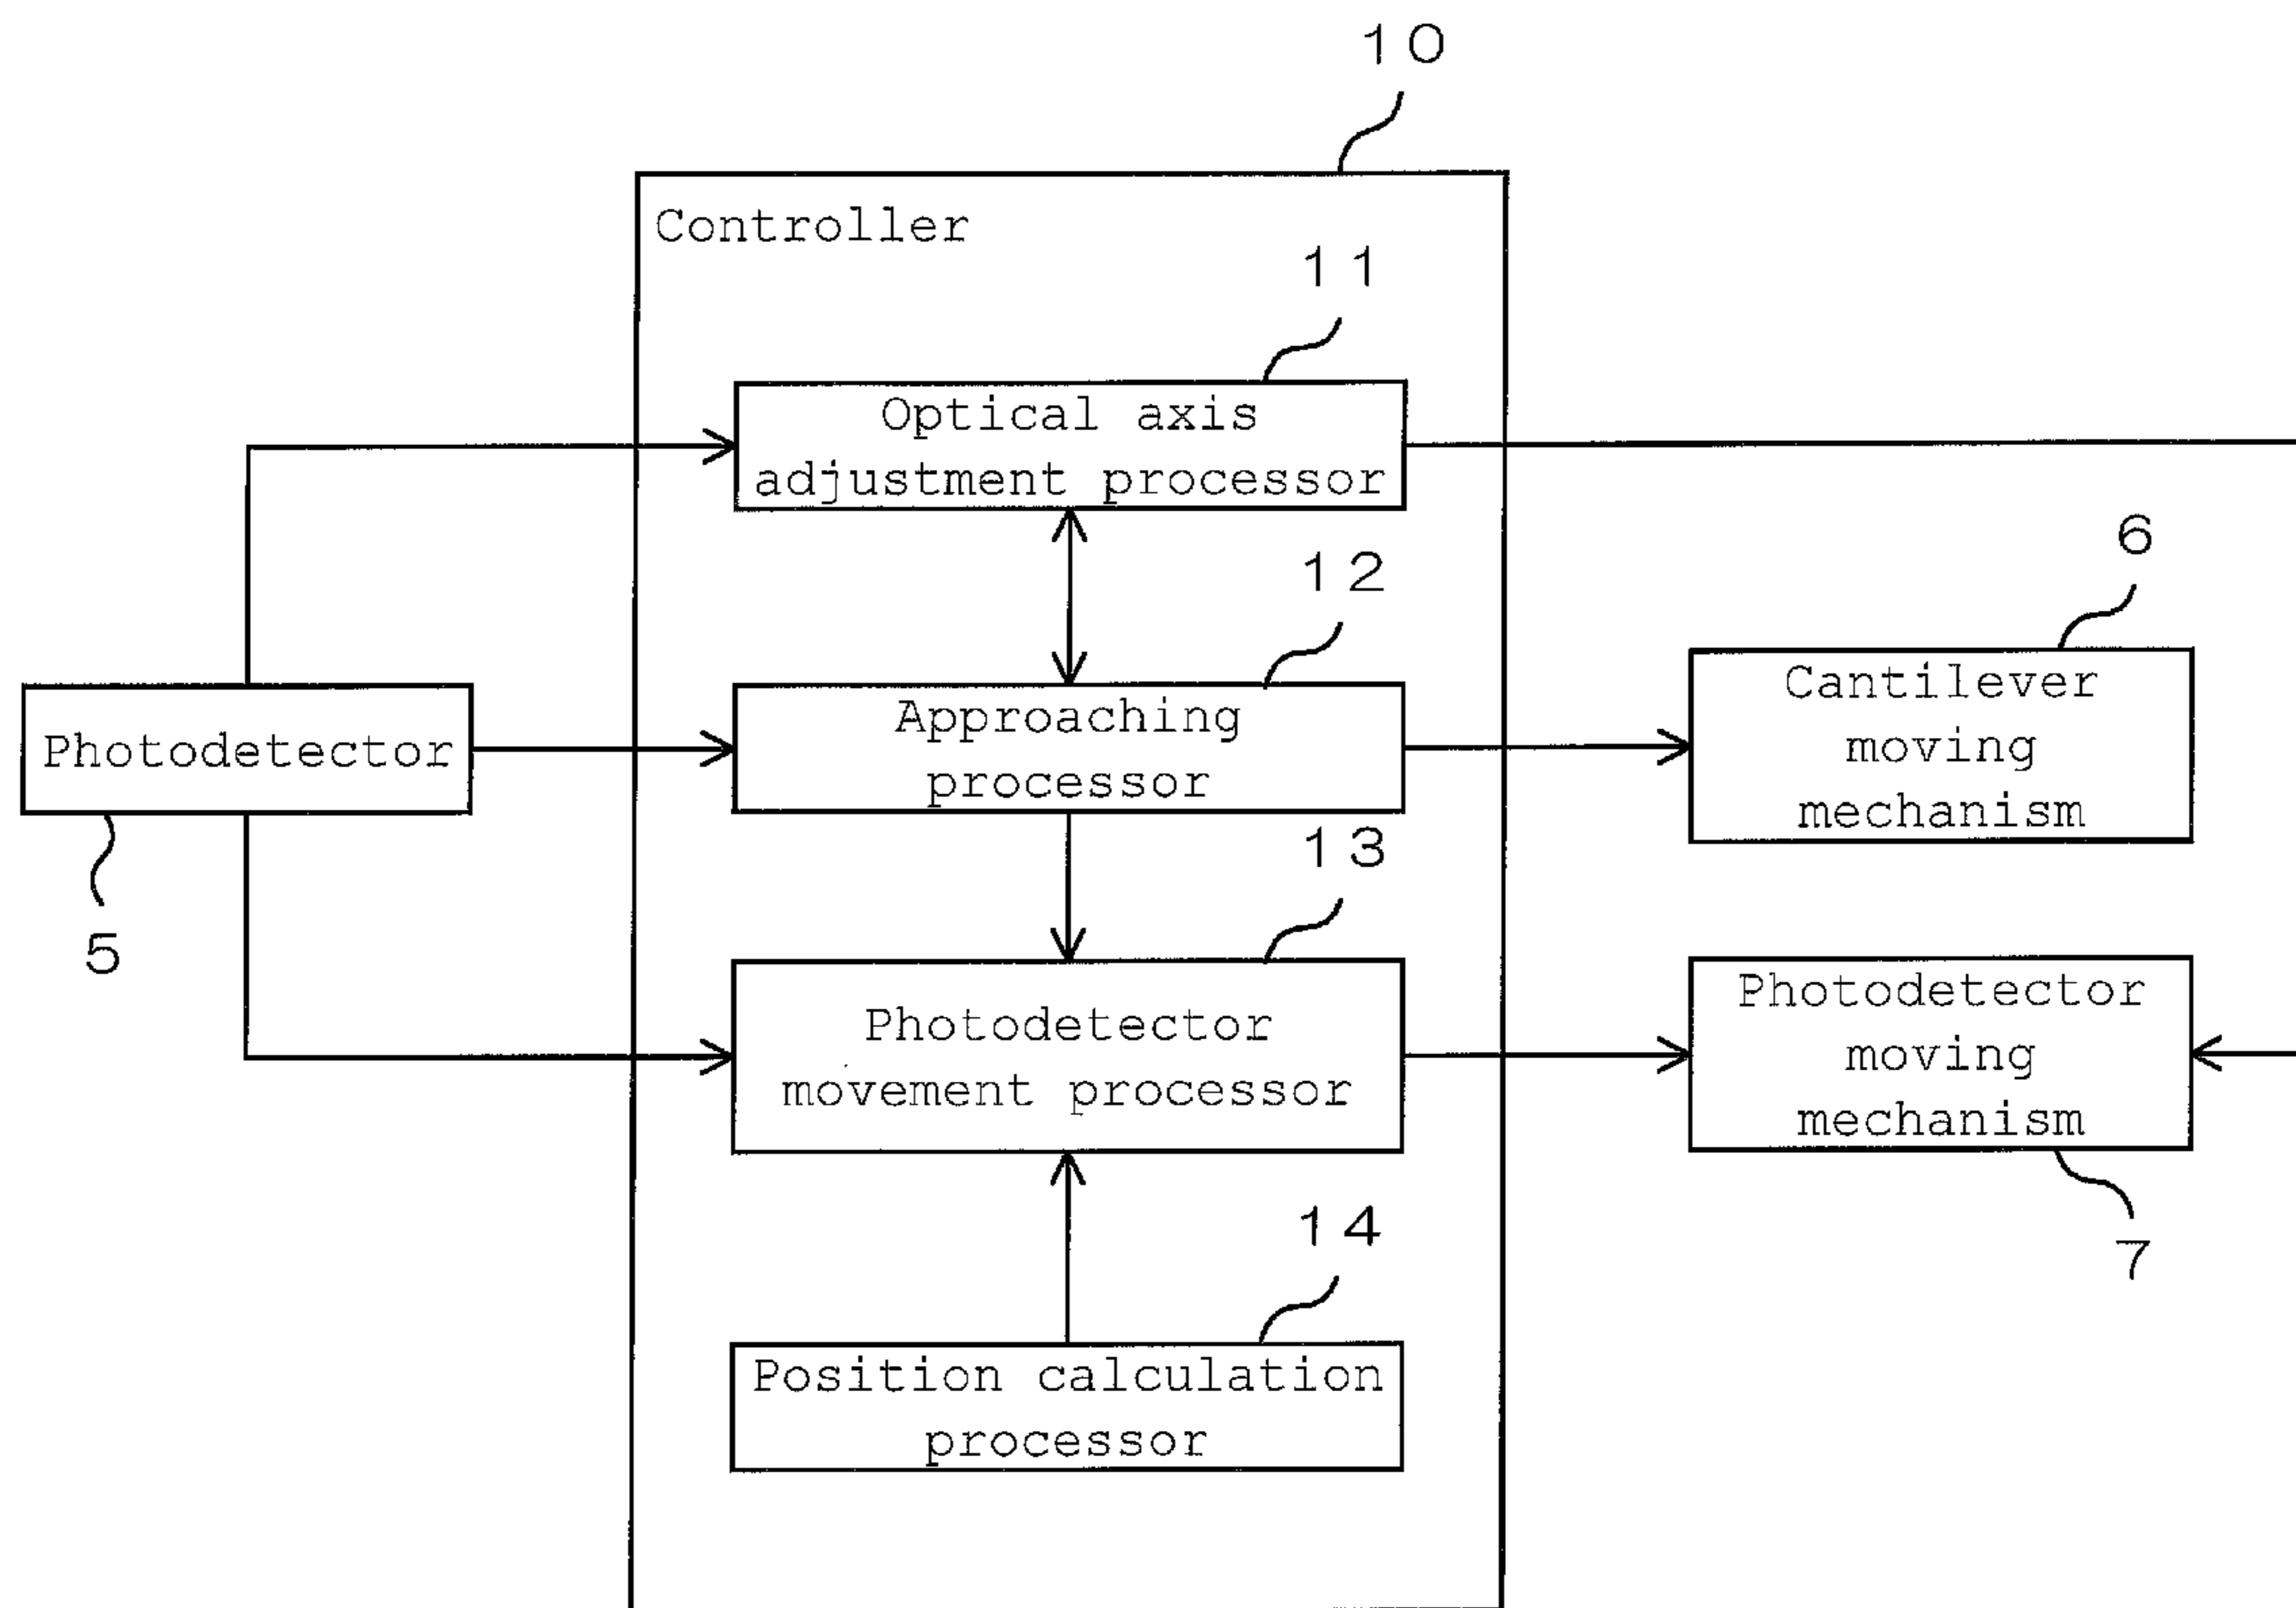 10
Controller
11
Optical axis
adjustment processor
12
6
Approaching
processor
Cantilever
moving
mechanism
Photodetector
5
13
Photodetector
movement processor
Photodetector
moving
mechanism
7
14
Position calculation
processor